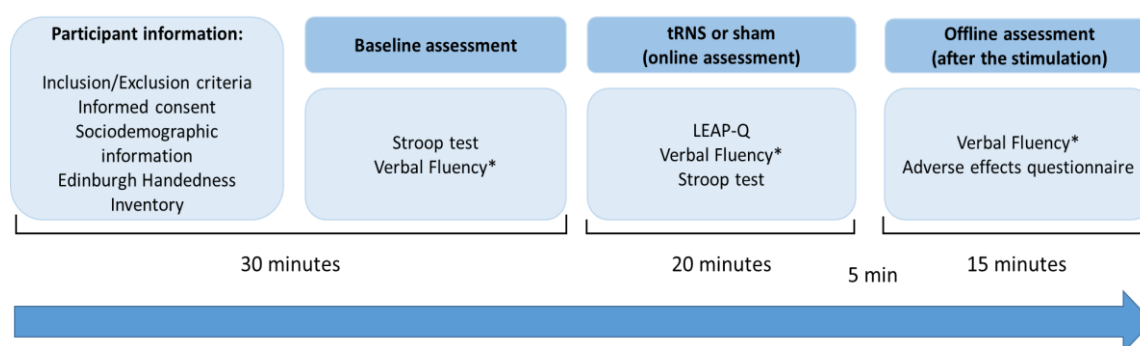 Participant information:
Inclusion/Exclusion criteria
Informed consent
Sociodemographic
information
Edinburgh Handedness
Inventory
Baseline assessment
Stroop test
Verbal Fluency*
tRNS or sham
(online assessment)
LEAP-Q
Verbal Fluency*
Stroop test
Offline assessment
(after the stimulation)
Verbal Fluency*
Adverse effects questionnaire
30 minutes
20 minutes
5 min
15 minutes